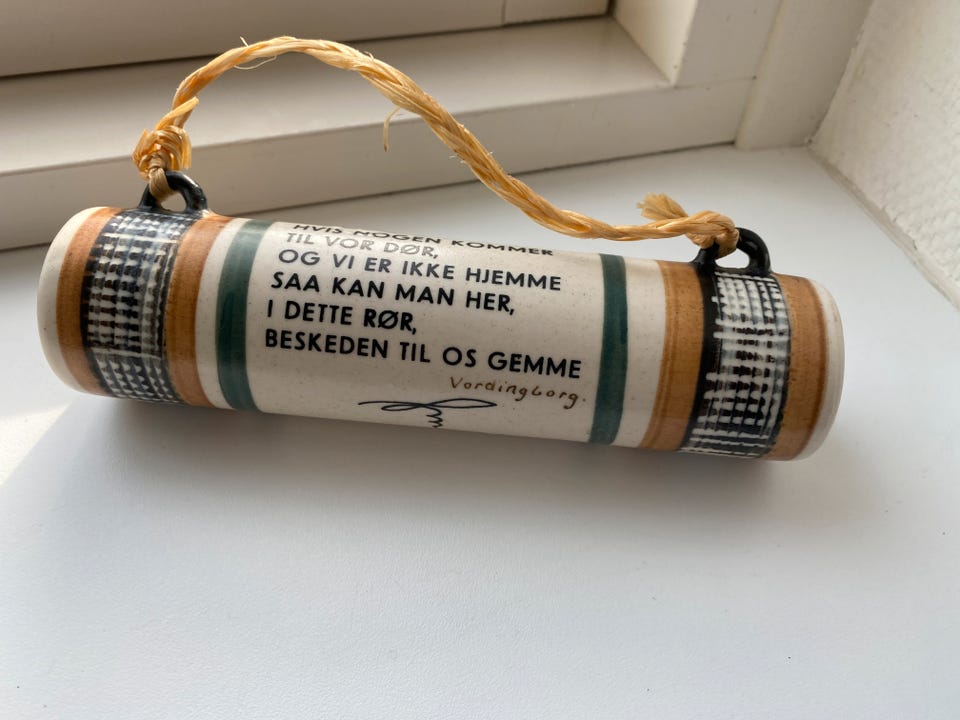 HVIS NOGEN KOMMER
TIL VOR DØR,
OG VI ER IKKE HJEMME
SAA KAN MAN HER,
I DETTE RØR,
BESKEDEN TIL OS GEMME
Vordingborg.